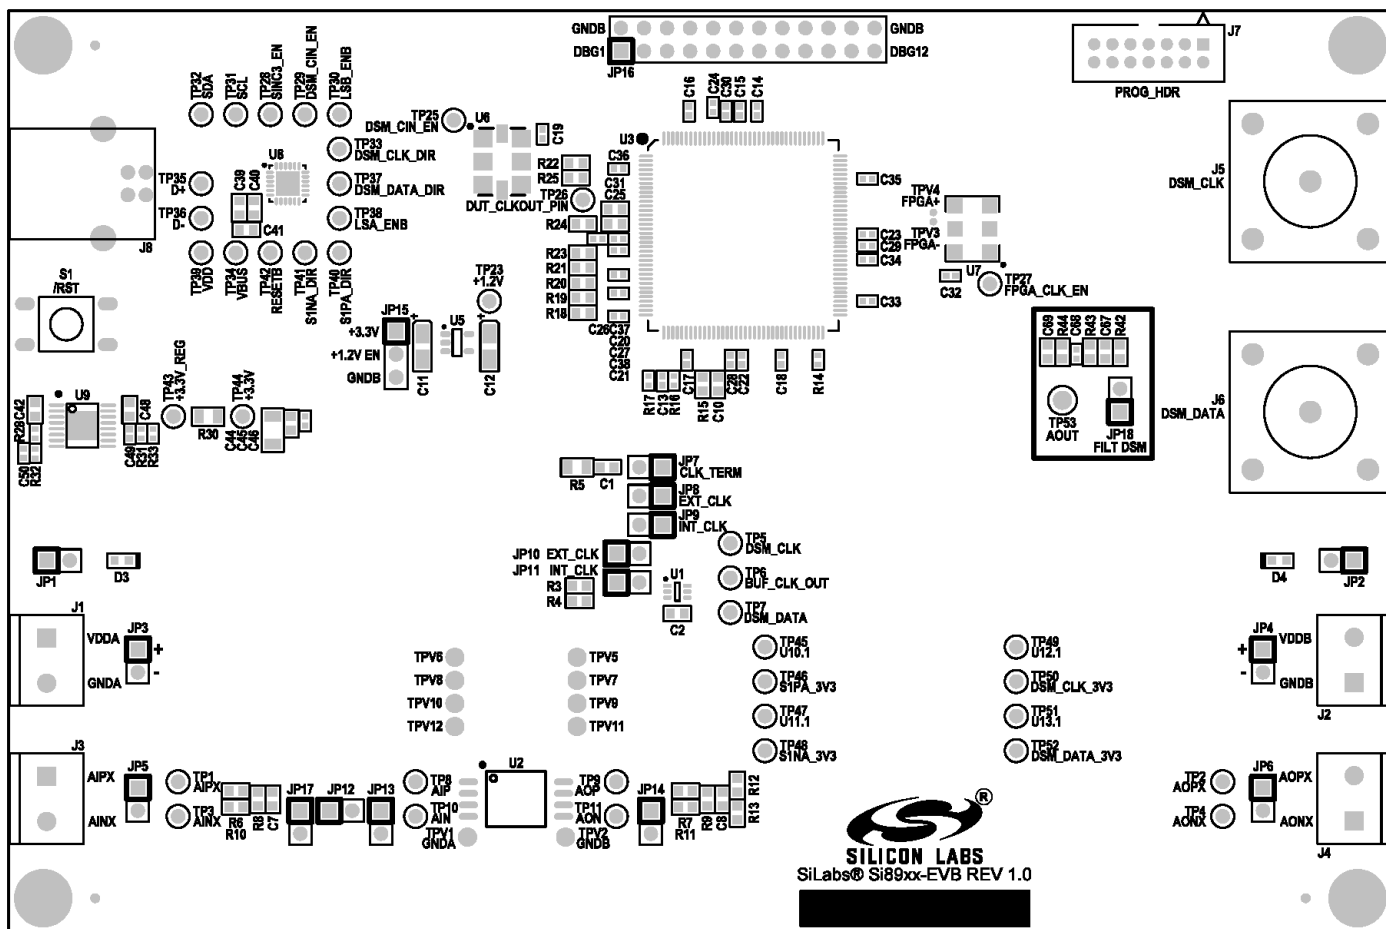 GNDB
GNDB
DBG1
DBG12
JP16
J7
PROG_HDR
TP32
SDA
TP31
SCL
TP28
SINC3_EN
TP29
DSM_CIN_EN
TP30
LSB_ENB
TP25
DSM_CIN_EN
U6
C19
C16
C24
C30
C15
C14
U3
TP33
DSM_CLK_DIR
U8
TP35
D+
C39
C40
TP37
DSM_DATA_DIR
TP36
D-
TP38
LSA_ENB
C41
J8
R22
R25
TP26
DUT_CLKOUT_PIN
C36
C31
C25
R24
R23
R21
R20
R19
R18
C35
C23
C29
C34
C33
TPV4
FPGA+
TPV3
FPGA-
U7
C32
TP27
FPGA_CLK_EN
J5
DSM_CLK
TP39
VDD
TP34
VBUS
TP42
RESETB
TP41
S1NA_DIR
TP40
S1PA_DIR
S1
/RST
TP23
+1.2V
JP15
+3.3V
+1.2V EN
GNDB
+
C11
U5
+
C12
C26
C37
C20
C27
C38
C21
R17
C13
R16
C17
R15
C10
C28
C22
C18
R14
C69
R44
C68
R43
C67
R42
TP53
AOUT
JP18
FILT DSM
J6
DSM_DATA
C42
R28
U9
C48
C50
R32
C49
R31
R33
TP43
+3.3V_REG
R30
TP44
+3.3V
C44
C45
C46
R5
C1
JP7
CLK_TERM
JP8
EXT_CLK
JP9
INT_CLK
JP10 EXT_CLK
JP11 INT_CLK
R3
R4
U1
C2
TP5
DSM_CLK
TP6
BUF_CLK_OUT
TP7
DSM_DATA
JP1
D3
D4
JP2
J1
VDDA
GNDA
JP3
+
-
TPV6
TPV8
TPV10
TPV12
TPV5
TPV7
TPV9
TPV11
TP45
U10.1
TP46
S1PA_3V3
TP47
U11.1
TP48
S1NA_3V3
TP49
U12.1
TP50
DSM_CLK_3V3
TP51
U13.1
TP52
DSM_DATA_3V3
JP4
+
-
VDDB
GNDB
J2
J3
AIPX
AINX
JP5
TP1
AIPX
TP3
AINX
R6
R10
R8
C7
JP17
JP12
JP13
TP8
AIP
TP10
AIN
TPV1
GNDA
U2
TP9
AOP
TP11
AON
TPV2
GNDB
JP14
R7
R11
R9
C8
R12
R13
TP2
AOPX
TP4
AONX
JP6
AOPX
AONX
J4
®
SILICON LABS
SiLabs® Si89xx-EVB REV 1.0